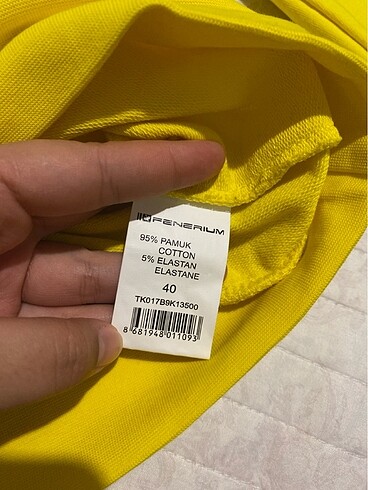 FENERIUM
95% PAMUK
COTTON
5% ELASTAN
ELASTANE
40
TK017B9K13500
8 681948 011093